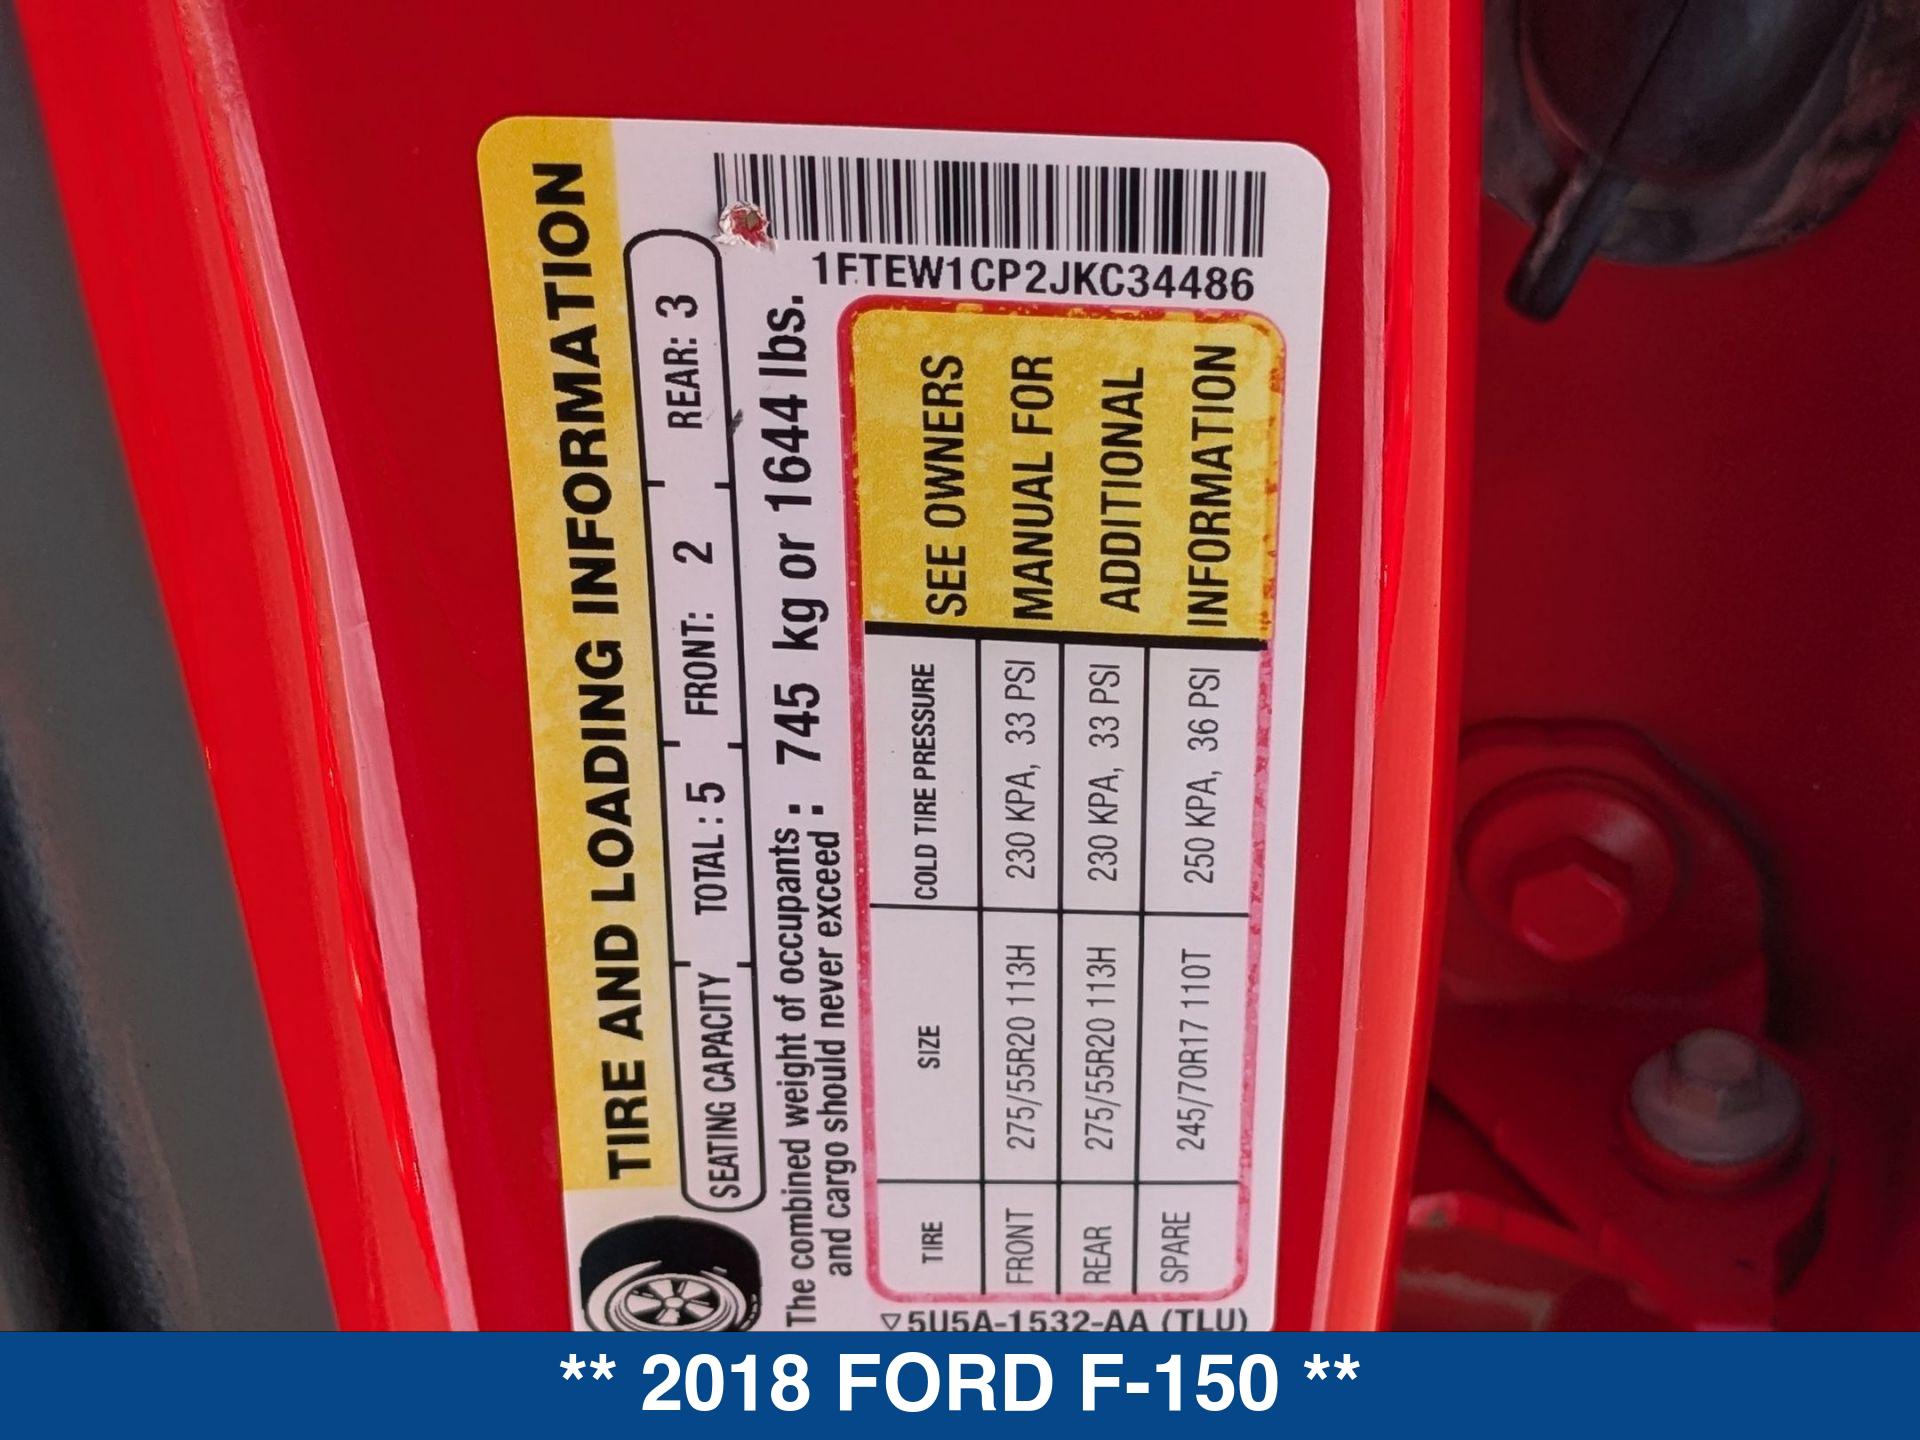 TIRE AND LOADING INFORMATION
SEATING CAPACITY TOTAL : 5 FRONT: 2 REAR: 3
The combined weight of occupants and cargo should never exceed : 745 kg or 1644 lbs.
1FTEW1CP2JKC34486
TIRE SIZE COLD TIRE PRESSURE
FRONT 275/55R20 113H 230 KPA, 33 PSI
REAR 275/55R20 113H 230 KPA, 33 PSI
SPARE 245/70R17 110T 250 KPA, 36 PSI
SEE OWNERS
MANUAL FOR
ADDITIONAL
INFORMATION
5U5A-1532-AA (TLU)
** 2018 FORD F-150 **